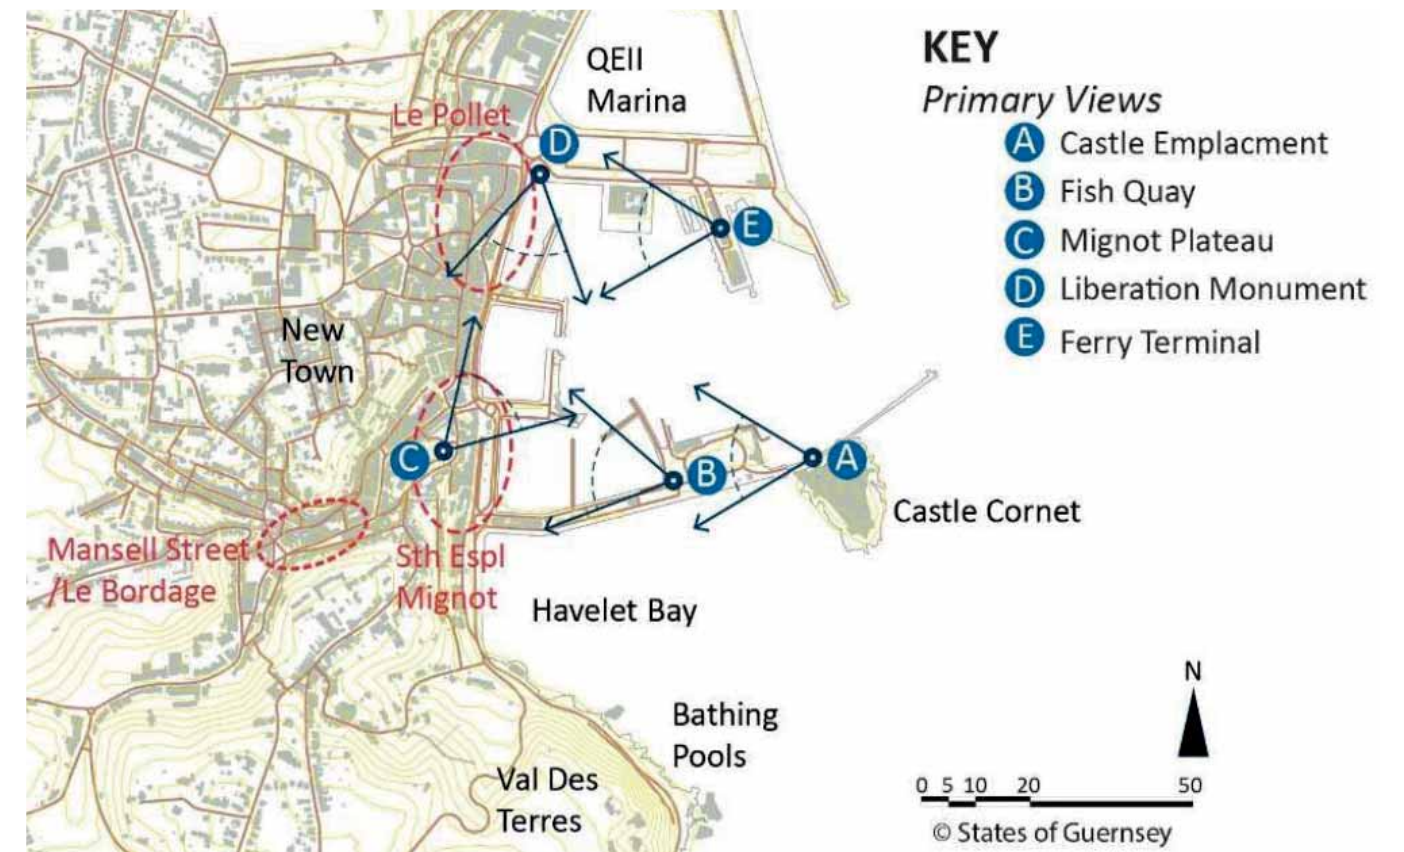 QEII
Marina
Le Pollet
D
E
New
Town
C
B
A
Castle Cornet
Mansell Street
/Le Bordage
Sth Espl
Mignot
Havelet Bay
Bathing
Pools
Val Des
Terres
KEY
Primary Views
A Castle Emplacment
B Fish Quay
C Mignot Plateau
D Liberation Monument
E Ferry Terminal
N
0 5 10 20 50
© States of Guernsey